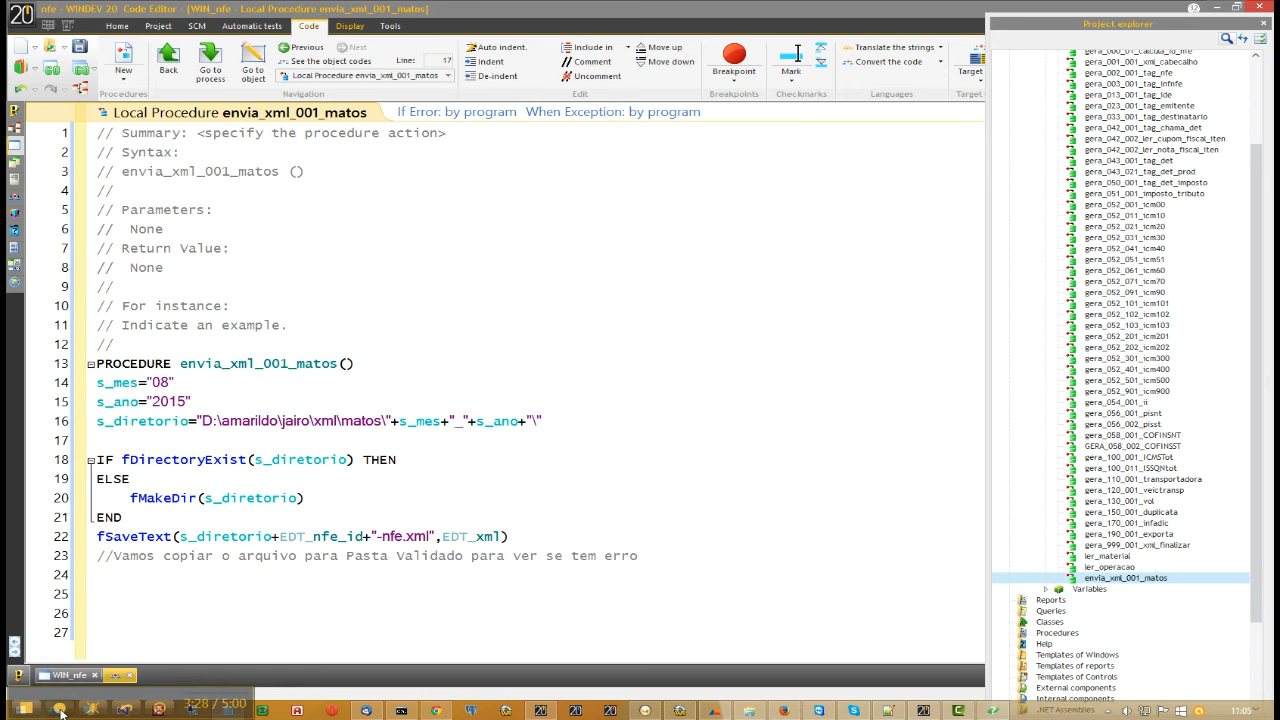 20 nfe - WINDEV 20 Code Editor - [WIN_nfe - Local Procedure envia_xml_001_matos]
Home Project SCM Automatic tests Code Display Tools
New
Procedures
Back
Go to process
Go to object
Previous Next
See the object codes
Line: 17
Local Procedure envia_xml_001_matos
Navigation
Auto indent.
Indent
De-indent
Include in
Comment
Uncomment
Move up
Move down
Edit
Breakpoint
Breakpoints
Mark
Checkmarks
Translate the strings
Convert the code
Languages
Target
Target
Local Procedure envia_xml_001_matos If Error: by program When Exception: by program
1 // Summary: <specify the procedure action>
2 // Syntax:
3 // envia_xml_001_matos ()
4 //
5 // Parameters:
6 // None
7 // Return Value:
8 // None
9 //
10 // For instance:
11 // Indicate an example.
12 //
13 PROCEDURE envia_xml_001_matos()
14 s_mes="08"
15 s_ano="2015"
16 s_diretorio="D:\amarildo\jairo\xml\matos\"+s_mes+"_"+s_ano+"\"
17
18 IF fDirectoryExist(s_diretorio) THEN
19 ELSE
20 fMakeDir(s_diretorio)
21 END
22 fSaveText(s_diretorio+EDT_nfe_id+"-nfe.xml",EDT_xml)
23 //Vamos copiar o arquivo para Pasta Validado para ver se tem erro
24
25
26
27
WIN_nfe
3:28 / 5:00
Project explorer
gera_001_001_xml_cabecalho
gera_002_001_tag_nfe
gera_003_001_tag_infnfe
gera_013_001_tag_ide
gera_023_001_tag_emitente
gera_033_001_tag_destinatario
gera_042_001_tag_chama_det
gera_042_002_ler_cupom_fiscal_iten
gera_042_002_ler_nota_fiscal_iten
gera_043_001_tag_det
gera_043_021_tag_det_prod
gera_050_001_tag_det_imposto
gera_051_001_imposto_tributo
gera_052_001_icm00
gera_052_011_icm10
gera_052_021_icm20
gera_052_031_icm30
gera_052_041_icm40
gera_052_051_icm51
gera_052_061_icm60
gera_052_071_icm70
gera_052_091_icm90
gera_052_101_icm101
gera_052_102_icm102
gera_052_103_icm103
gera_052_201_icm201
gera_052_202_icm202
gera_052_301_icm300
gera_052_401_icm400
gera_052_501_icm500
gera_052_901_icm900
gera_054_001_ii
gera_056_001_pisnt
gera_056_002_pisst
gera_058_001_COFINSNT
GERA_058_002_COFINSST
gera_100_001_ICMSTot
gera_100_011_ISSQNtot
gera_110_001_transportadora
gera_120_001_veictransp
gera_130_001_vol
gera_150_001_duplicata
gera_170_001_infadic
gera_190_001_exporta
gera_999_001_xml_finalizar
ler_material
ler_operacao
envia_xml_001_matos
Variables
Reports
Queries
Classes
Procedures
Help
Templates of Windows
Templates of reports
Templates of Controls
External components
Internal components
.NET Assemblies
11:05